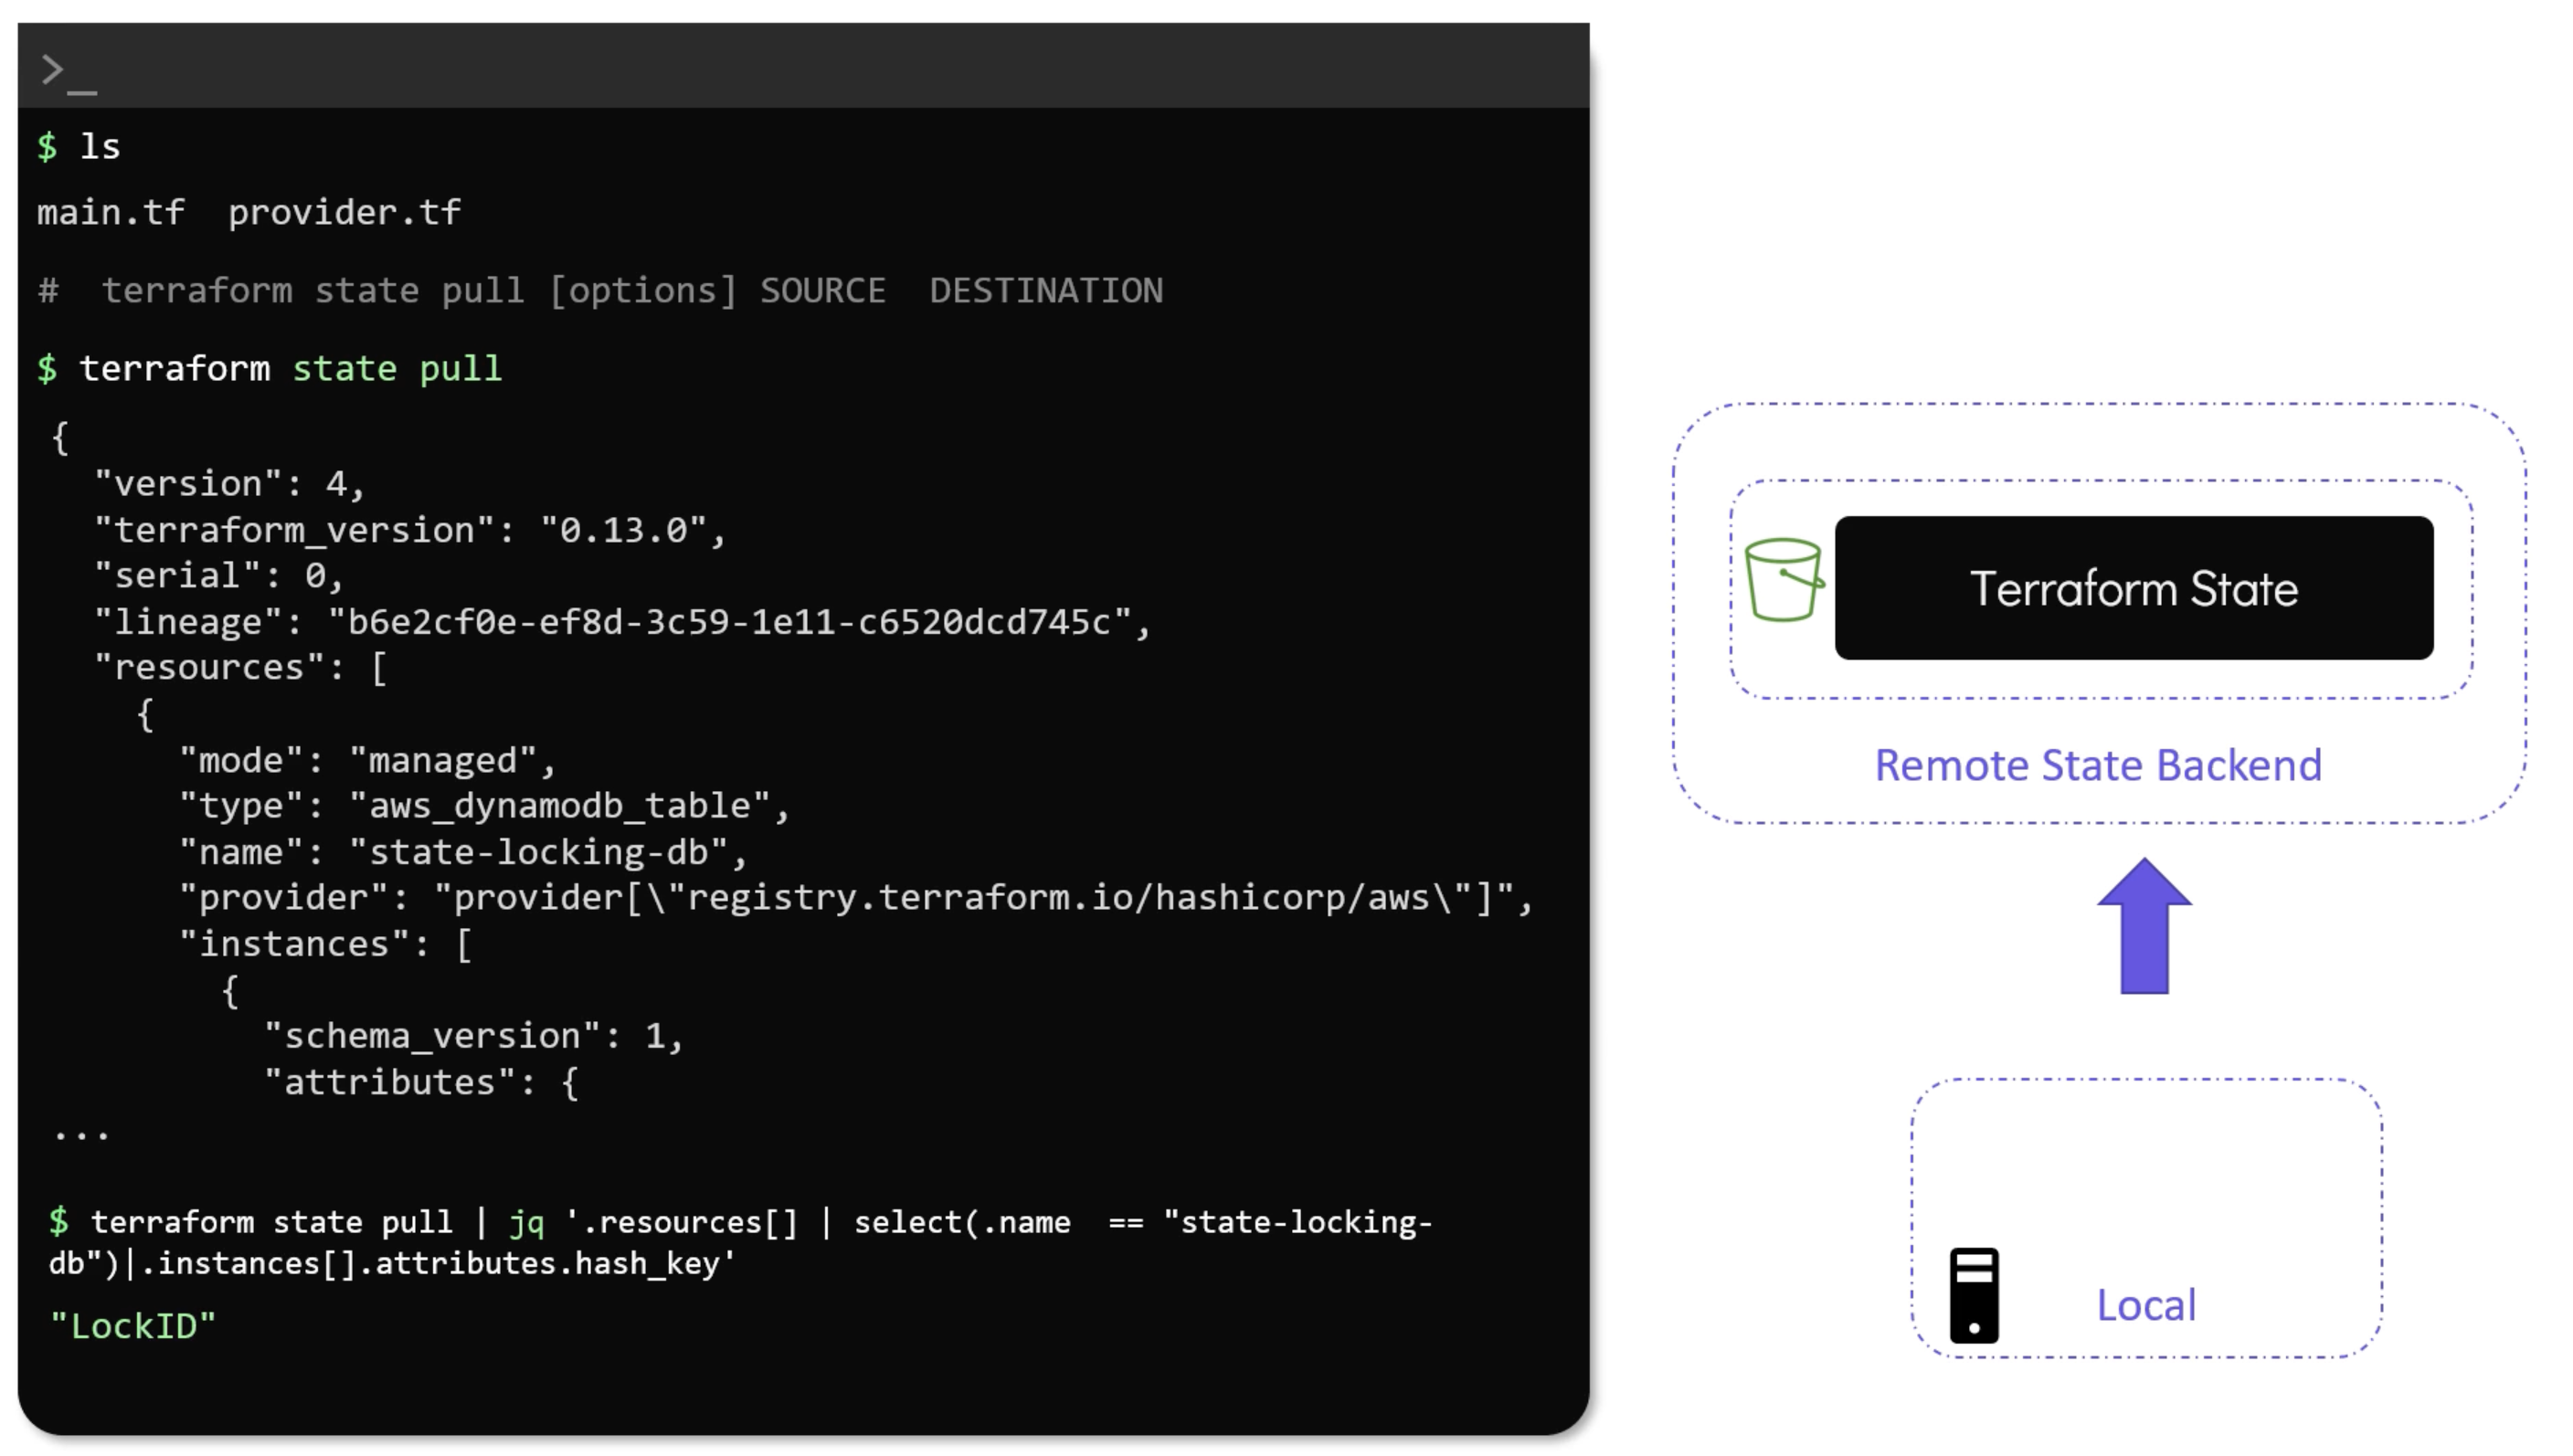 >_
$ ls
main.tf  provider.tf
#  terraform state pull [options] SOURCE  DESTINATION
$ terraform state pull
{
  "version": 4,
  "terraform_version": "0.13.0",
  "serial": 0,
  "lineage": "b6e2cf0e-ef8d-3c59-1e11-c6520dcd745c",
  "resources": [
    {
      "mode": "managed",
      "type": "aws_dynamodb_table",
      "name": "state-locking-db",
      "provider": "provider[\"registry.terraform.io/hashicorp/aws\"]",
      "instances": [
        {
          "schema_version": 1,
          "attributes": {
...
$ terraform state pull | jq '.resources[] | select(.name  == "state-locking-
db")|.instances[].attributes.hash_key'
"LockID"
Terraform State
Remote State Backend
Local